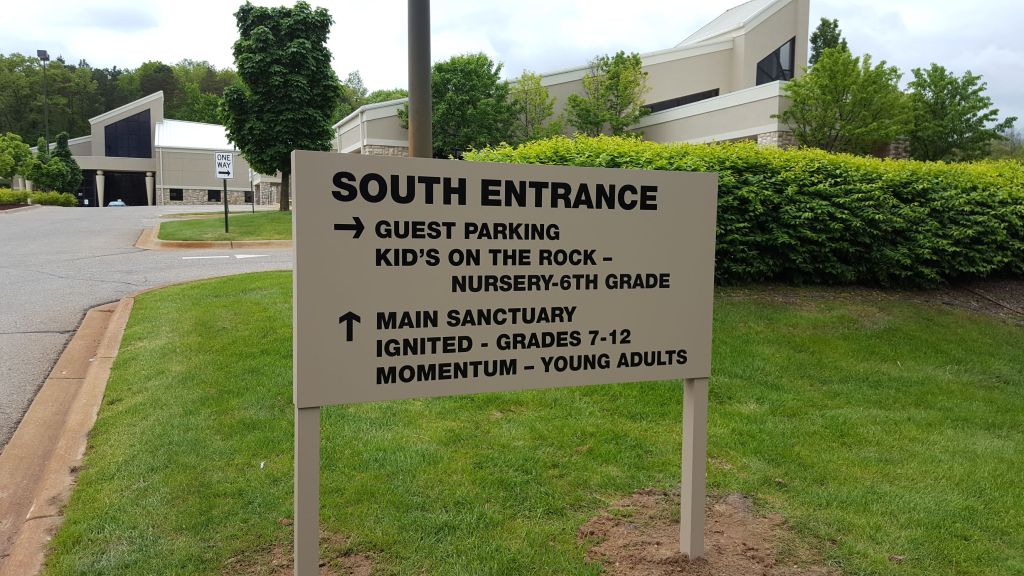 ONE
WAY
SOUTH ENTRANCE
→ GUEST PARKING
KID'S ON THE ROCK –
NURSERY-6TH GRADE
↑ MAIN SANCTUARY
IGNITED - GRADES 7-12
MOMENTUM – YOUNG ADULTS